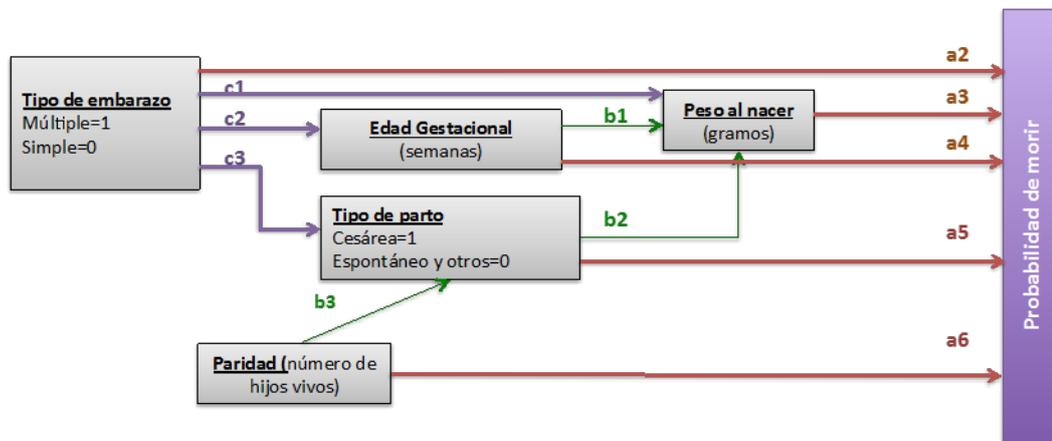 Tipo de embarazo
Múltiple=1
Simple=0
c1
c2
c3
Edad Gestacional
(semanas)
b1
Peso al nacer
(gramos)
a2
a3
a4
Tipo de parto
Cesárea=1
Espontáneo y otros=0
b2
a5
b3
Paridad (número de
hijos vivos)
a6
Probabilidad de morir